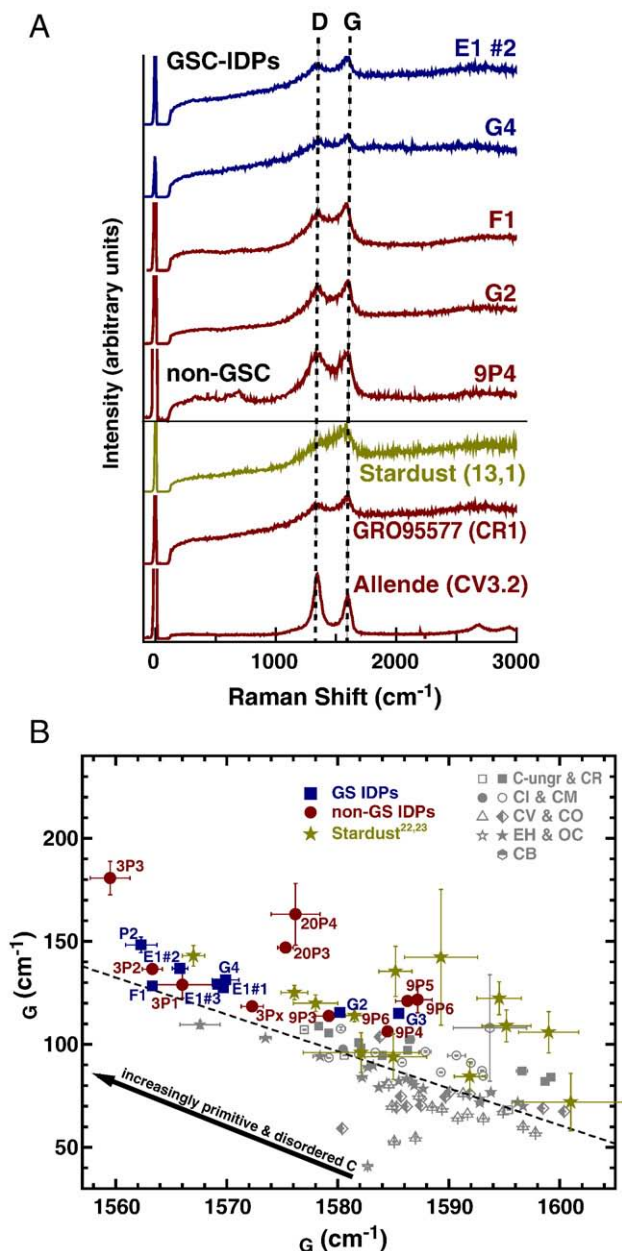 A
D G
GSC-IDPs
E1 #2
G4
F1
G2
non-GSC
9P4
Stardust (13,1)
GRO95577 (CR1)
Allende (CV3.2)
Intensity (arbitrary units)
0 1000 2000 3000
Raman Shift (cm-1)
B
GS IDPs
non-GS IDPs
Stardust22,23
C-ungr & CR
CI & CM
CV & CO
EH & OC
CB
200
150
100
50
G (cm-1)
3P3
20P4
20P3
P2
E1#2
G4
3P2
F1
3P1
E1#3
E1#1
3Px
9P3
G2
9P6
G3
9P5
9P6
9P4
increasingly primitive & disordered C
1560 1570 1580 1590 1600
G (cm-1)